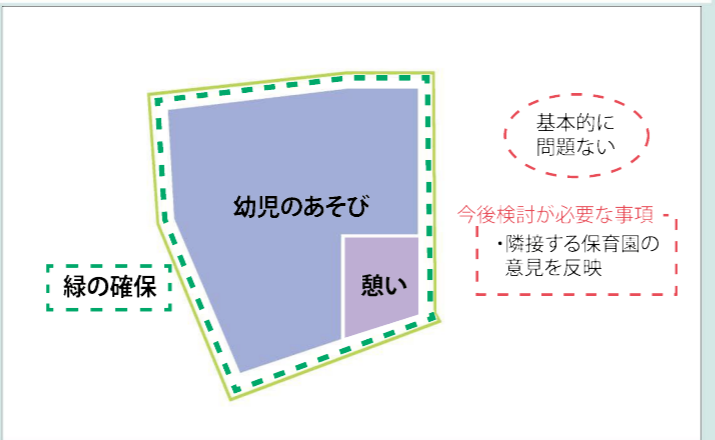 基本的に
問題ない
幼児のあそび
今後検討が必要な事項
・隣接する保育園の
意見を反映
緑の確保
憩い